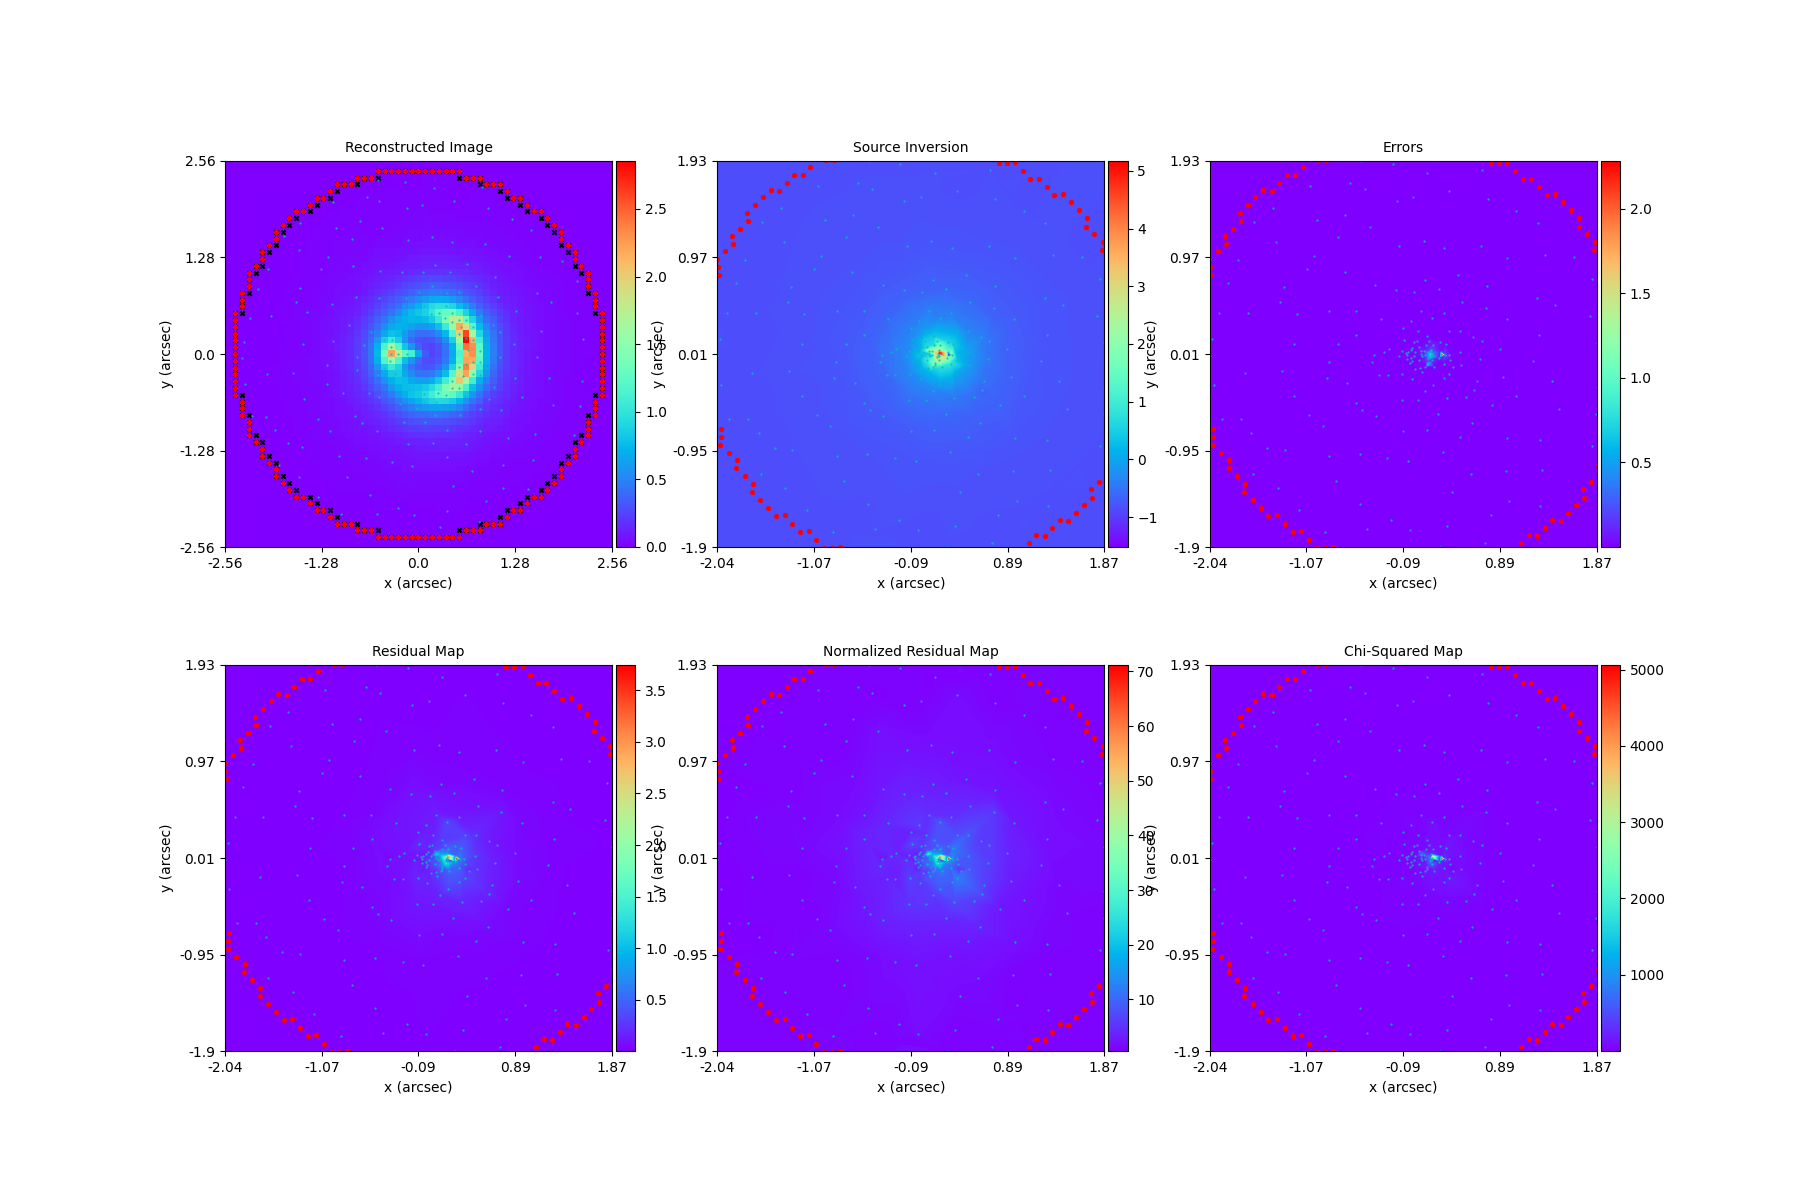 Reconstructed Image
Source Inversion
Errors
2.56
1.28
0.0
-1.28
-2.56
y (arcsec)
-2.56 -1.28 0.0 1.28 2.56
x (arcsec)
2.5
2.0
1.5
1.0
0.5
0.0
1.93
0.97
0.01
-0.95
-1.9
y (arcsec)
-2.04 -1.07 -0.09 0.89 1.87
x (arcsec)
5
4
3
2
1
0
−1
1.93
0.97
0.01
-0.95
-1.9
y (arcsec)
-2.04 -1.07 -0.09 0.89 1.87
x (arcsec)
2.0
1.5
1.0
0.5
Residual Map
Normalized Residual Map
Chi-Squared Map
1.93
0.97
0.01
-0.95
-1.9
y (arcsec)
-2.04 -1.07 -0.09 0.89 1.87
x (arcsec)
3.5
3.0
2.5
2.0
1.5
1.0
0.5
1.93
0.97
0.01
-0.95
-1.9
y (arcsec)
-2.04 -1.07 -0.09 0.89 1.87
x (arcsec)
70
60
50
40
30
20
10
1.93
0.97
0.01
-0.95
-1.9
y (arcsec)
-2.04 -1.07 -0.09 0.89 1.87
x (arcsec)
5000
4000
3000
2000
1000